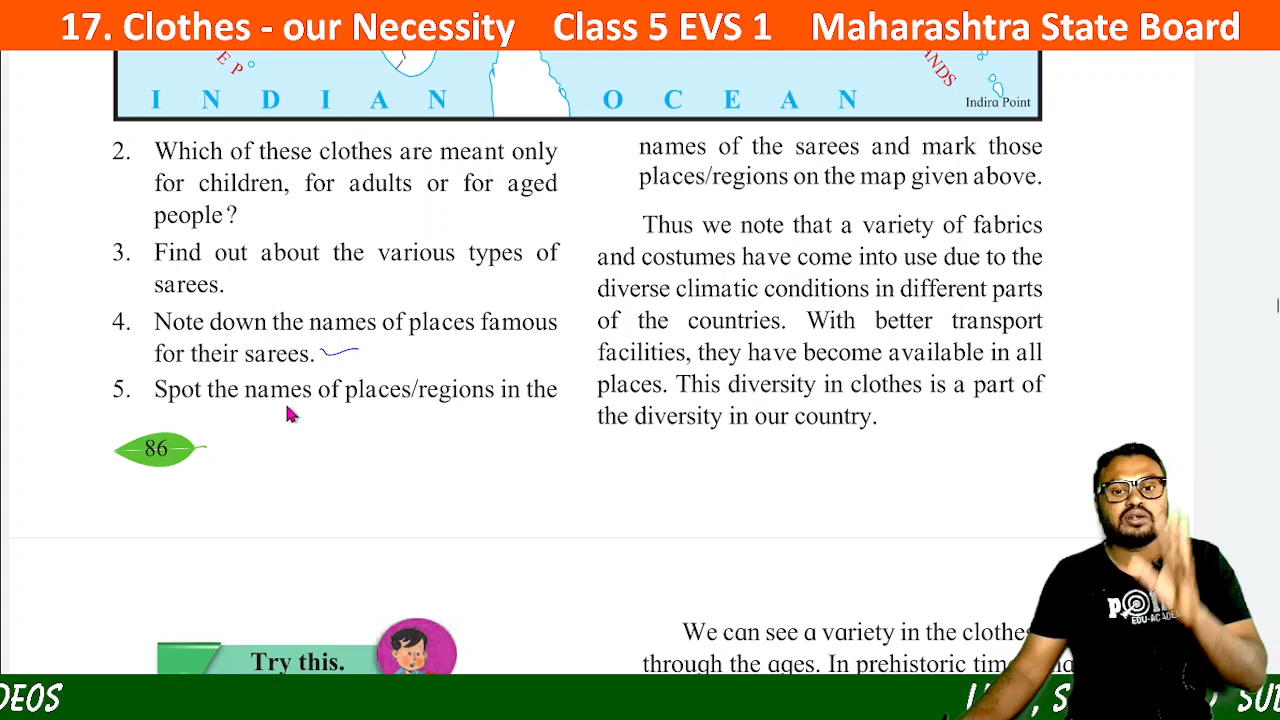 17. Clothes - our Necessity Class 5 EVS 1 Maharashtra State Board
E P
INDIAN OCEAN
NDS
Indira Point
2. Which of these clothes are meant only
for children, for adults or for aged
people?
3. Find out about the various types of
sarees.
4. Note down the names of places famous
for their sarees.
5. Spot the names of places/regions in the
86
names of the sarees and mark those
places/regions on the map given above.
Thus we note that a variety of fabrics
and costumes have come into use due to the
diverse climatic conditions in different parts
of the countries. With better transport
facilities, they have become available in all
places. This diversity in clothes is a part of
the diversity in our country.
Try this.
We can see a variety in the clothes
through the ages. In prehistoric
EDU-ACADE
DEOS